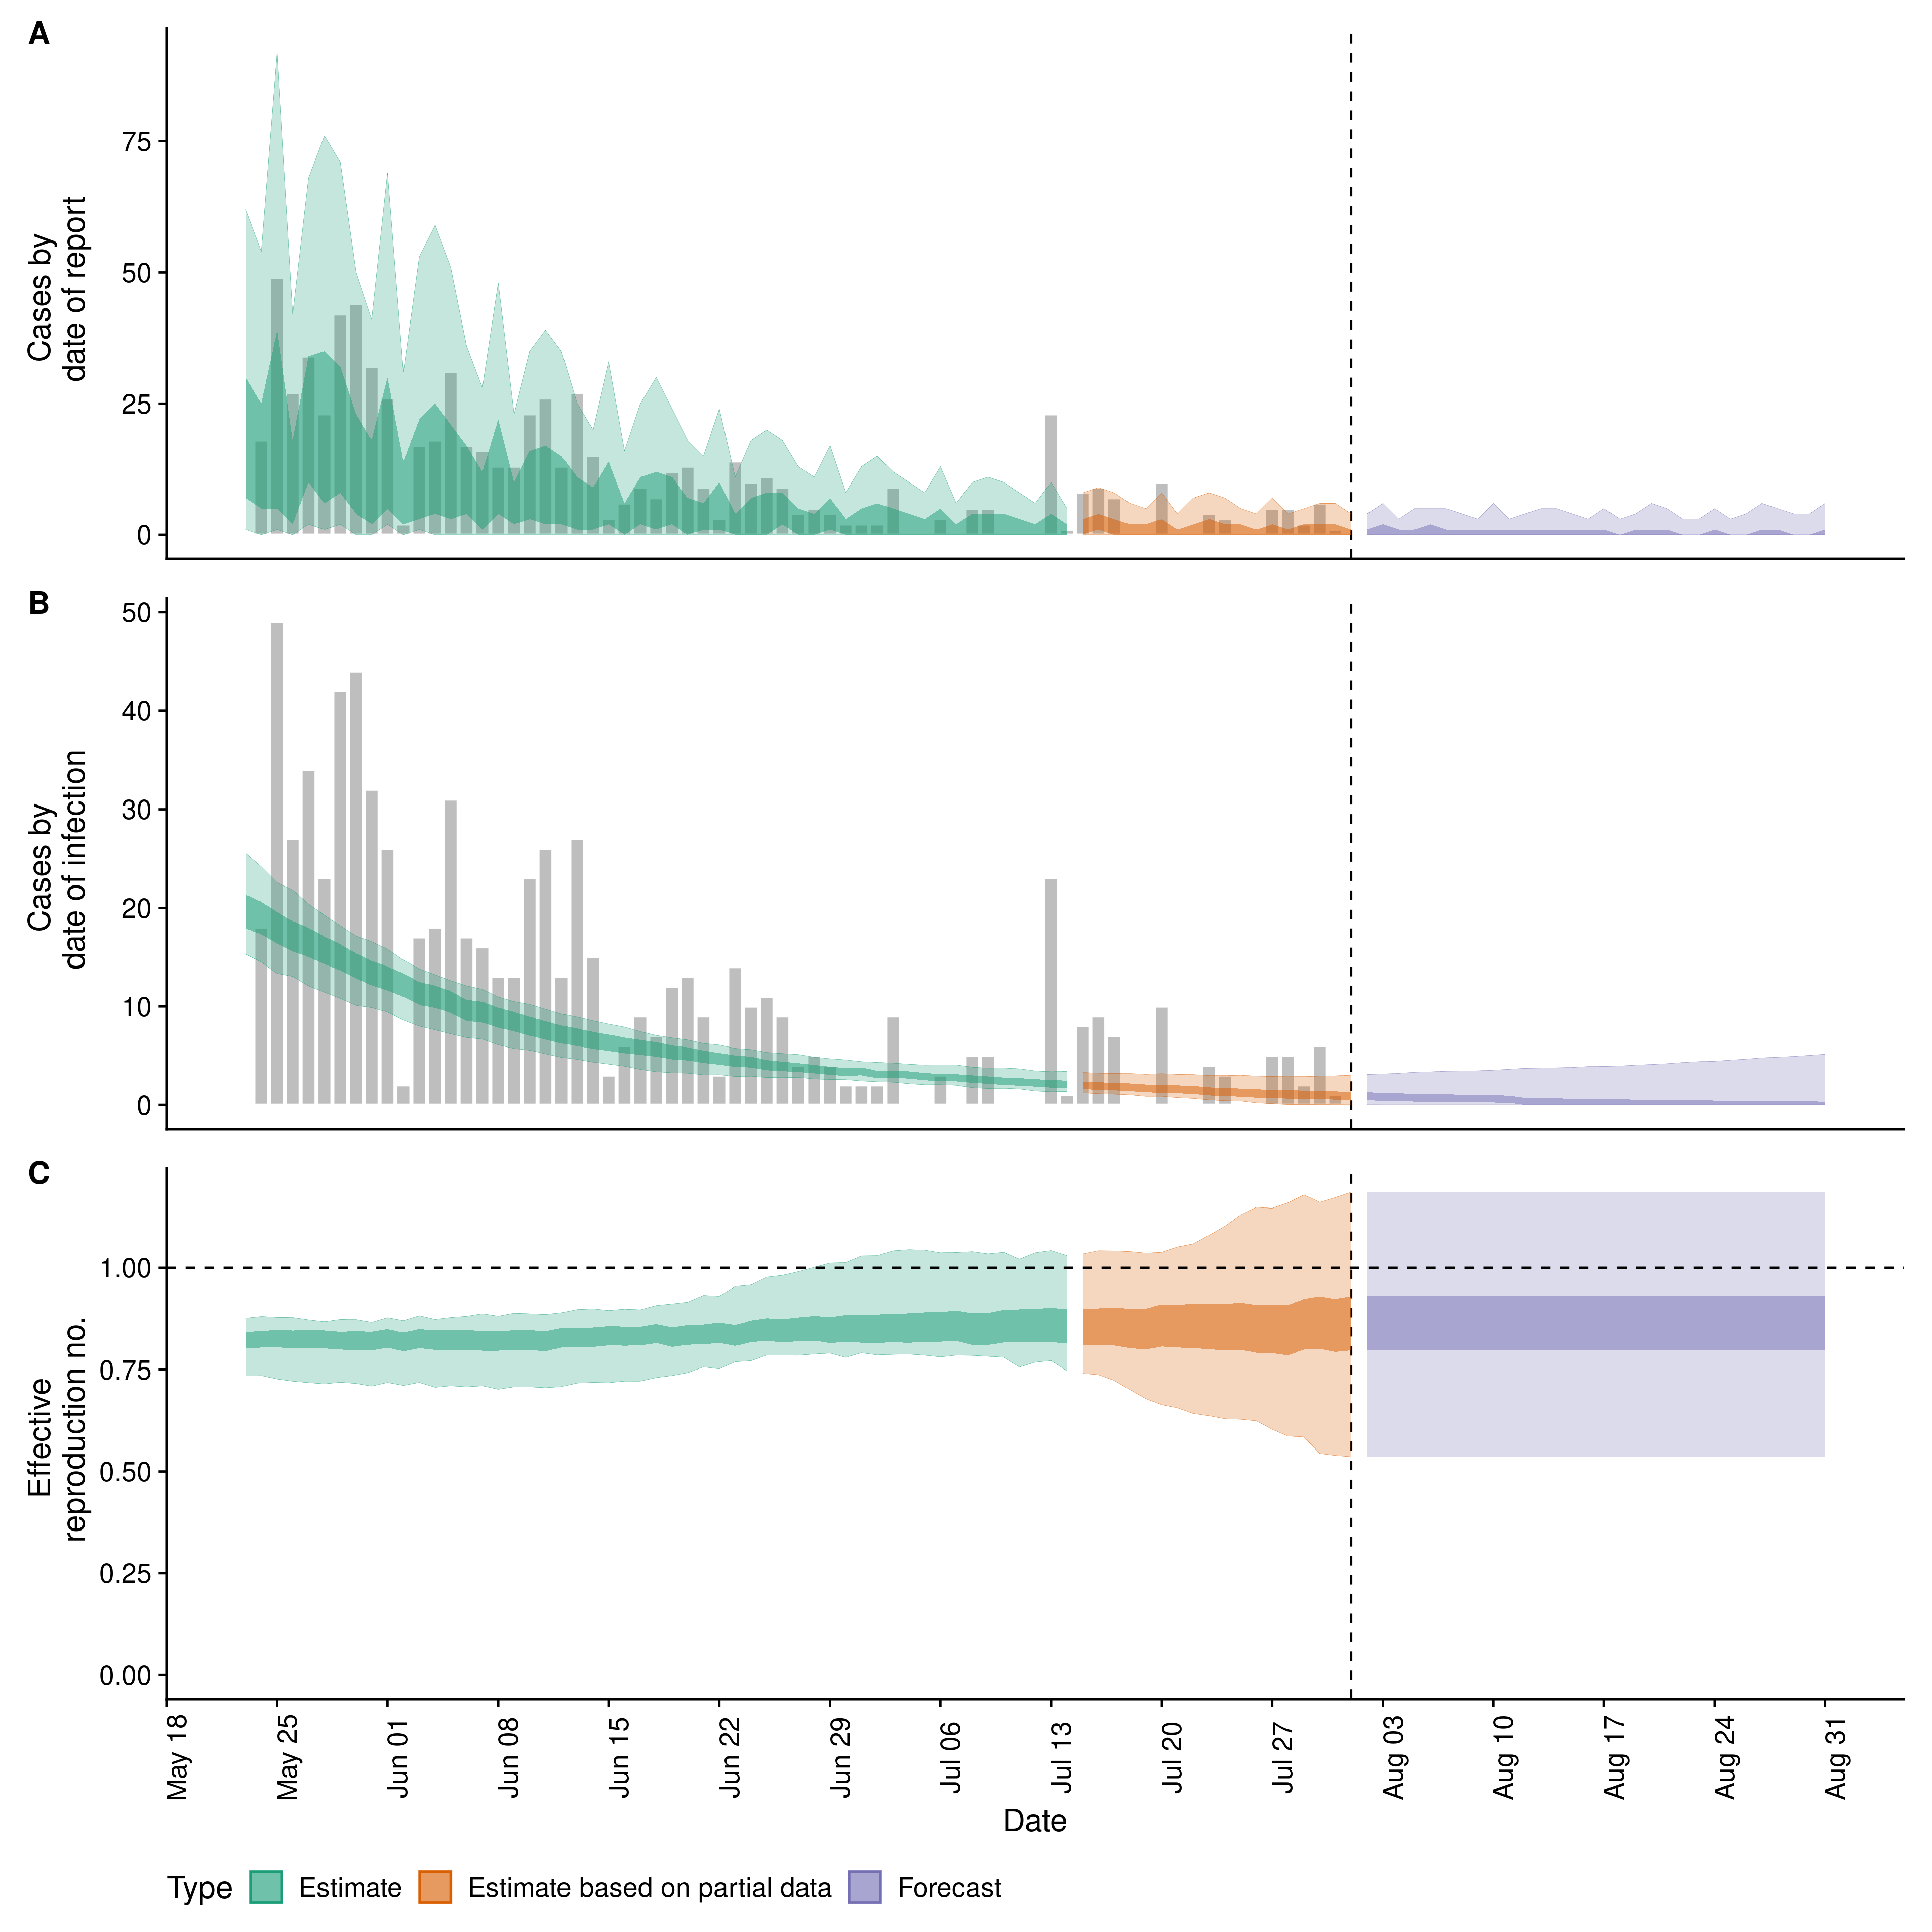 A
Cases by
date of report
75
50
25
0
B
Cases by
date of infection
50
40
30
20
10
0
C
Effective
reproduction no.
1.00
0.75
0.50
0.25
0.00
May 18
May 25
Jun 01
Jun 08
Jun 15
Jun 22
Jun 29
Jul 06
Jul 13
Jul 20
Jul 27
Aug 03
Aug 10
Aug 17
Aug 24
Aug 31
Date
Type Estimate Estimate based on partial data Forecast